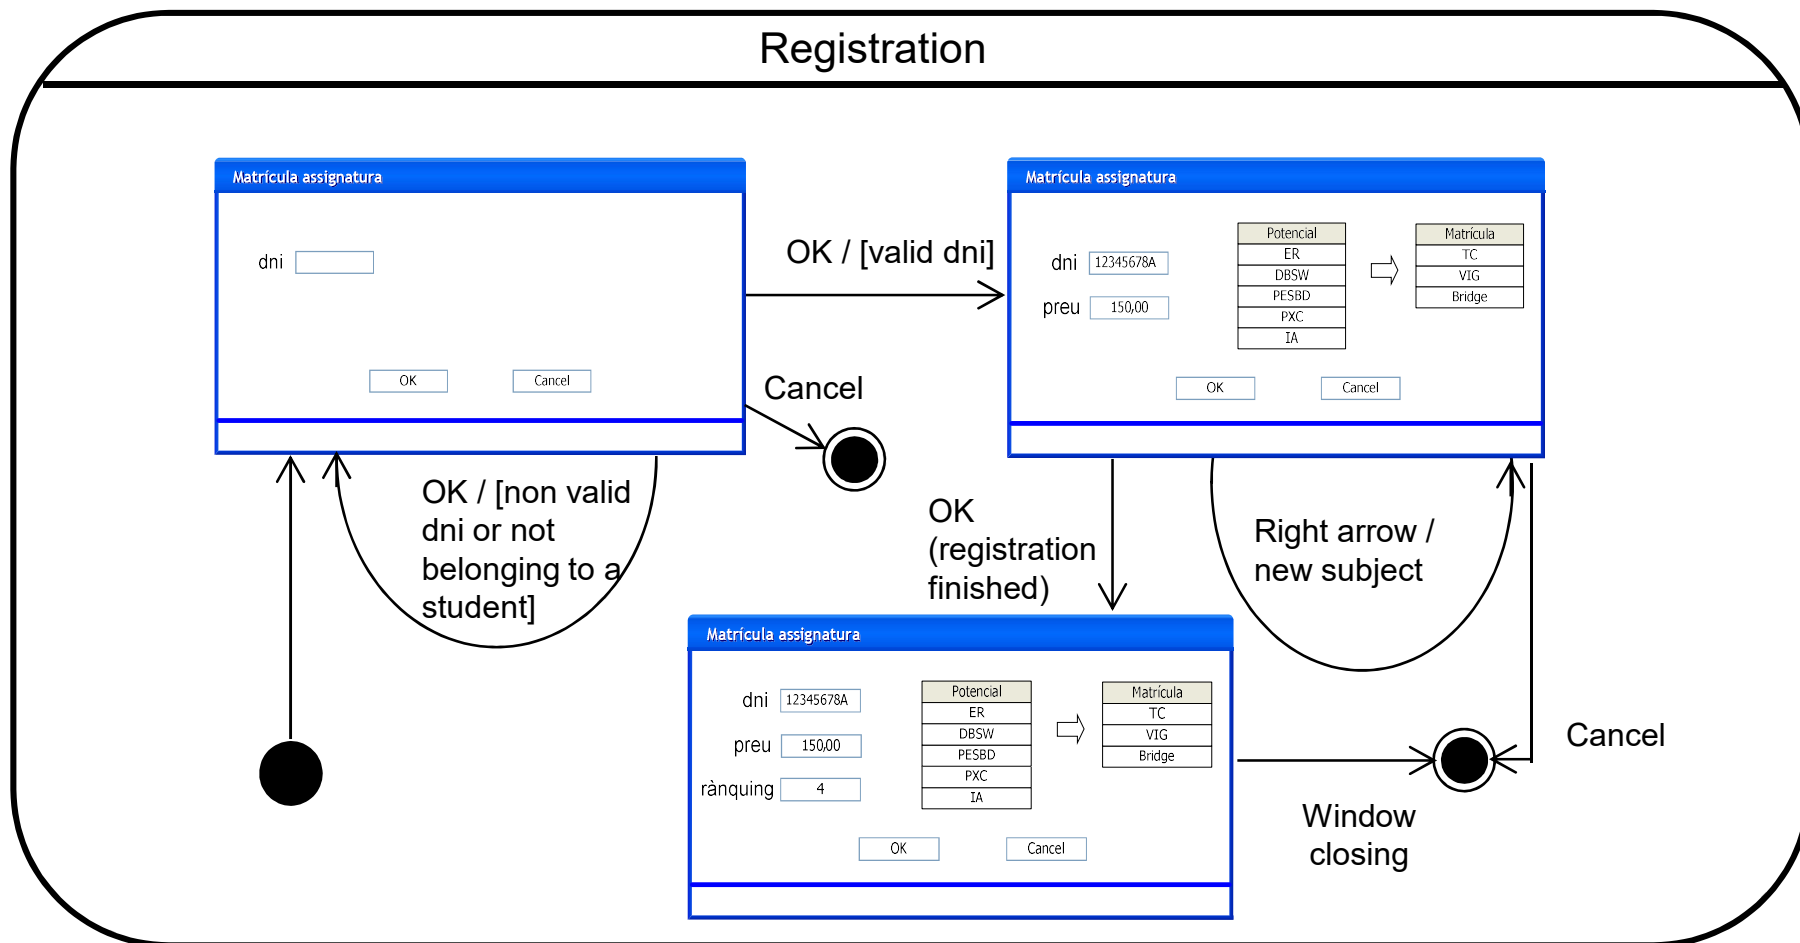 Registration
Matrícula assignatura
dni
OK
Cancel
OK / [valid dni]
Cancel
OK / [non valid
dni or not
belonging to a
student]
Matrícula assignatura
dni 12345678A
preu 150,00
Potencial
ER
DBSW
PESBD
PXC
IA
Matrícula
TC
VIG
Bridge
OK
Cancel
OK
(registration
finished)
Right arrow /
new subject
Cancel
Matrícula assignatura
dni 12345678A
preu 150,00
rànquing 4
Potencial
ER
DBSW
PESBD
PXC
IA
Matrícula
TC
VIG
Bridge
OK
Cancel
Window
closing